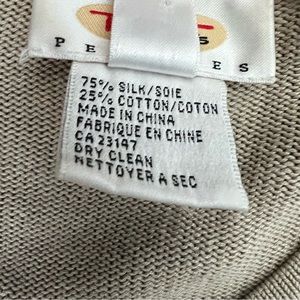 P E E S
75% SILK/SOIE
25% COTTON/COTON
MADE IN CHINA
FABRIQUE EN CHINE
CA 23147
DRY CLEAN
NETTOYER A SEC